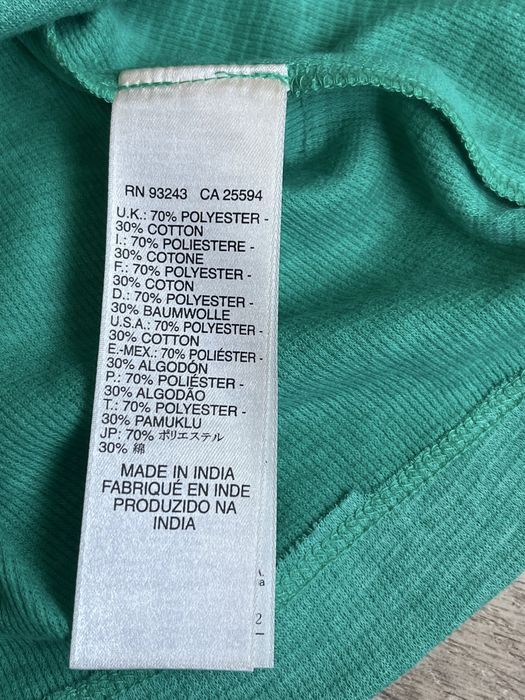 RN 93243 CA 25594
U.K.: 70% POLYESTER -
30% COTTON
I.: 70% POLIESTERE -
30% COTONE
F.: 70% POLYESTER -
30% COTON
D.: 70% POLYESTER -
30% BAUMWOLLE
U.S.A.: 70% POLYESTER -
30% COTTON
E.-MEX.: 70% POLIÉSTER -
30% ALGODÓN
P.: 70% POLIÉSTER -
30% ALGODÃO
T.: 70% POLYESTER -
30% PAMUKLU
JP: 70% ポリエステル
30% 綿
MADE IN INDIA
FABRIQUÉ EN INDE
PRODUZIDO NA
INDIA
A.
a
2